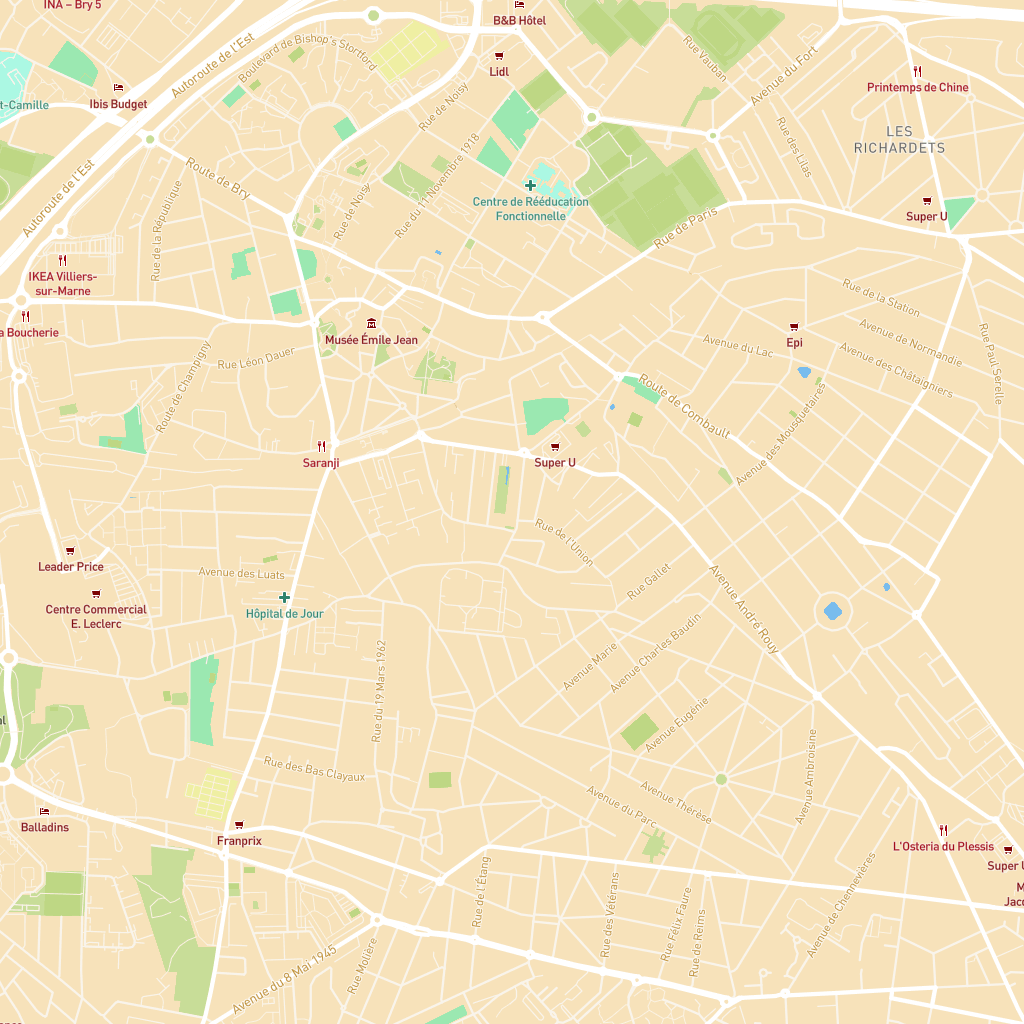 INA – Bry 5
B&B Hôtel
Autoroute de l'Est
Boulevard de Bishop's Stortford
Lidl
Rue Vauban
Avenue du Fort
Printemps de Chine
t-Camille
Ibis Budget
Rue de Noisy
LES
RICHARDETS
Rue des Lilas
Autoroute de l'Est
Route de Bry
Rue du 11 Novembre 1918
Rue de Noisy
Centre de Rééducation
Fonctionnelle
Rue de Paris
Super U
Rue de la République
IKEA Villiers-
sur-Marne
a Boucherie
Musée Émile Jean
Rue de la Station
Epi
Avenue du Lac
Avenue de Normandie
Avenue des Châtaigniers
Rue Paul Serelle
Rue Léon Dauer
Route de Champigny
Route de Combault
Avenue des Mousquetaires
Saranji
Super U
Rue de l'Union
Leader Price
Avenue des Luats
Centre Commercial
E. Leclerc
Hôpital de Jour
Rue Gallet
Avenue André Rouy
Avenue Marie
Avenue Charles Baudin
Rue du 19 Mars 1962
al
Avenue Eugénie
Avenue Ambroisine
Rue des Bas Clayaux
Avenue Thérèse
Avenue du Parc
Balladins
Franprix
L'Osteria du Plessis
Super U
M
Jacq
Rue de l'Étang
Rue des Véterans
Rue Félix Faure
Rue de Reims
Avenue de Chennevières
Avenue du 8 Mai 1945
Rue Molière